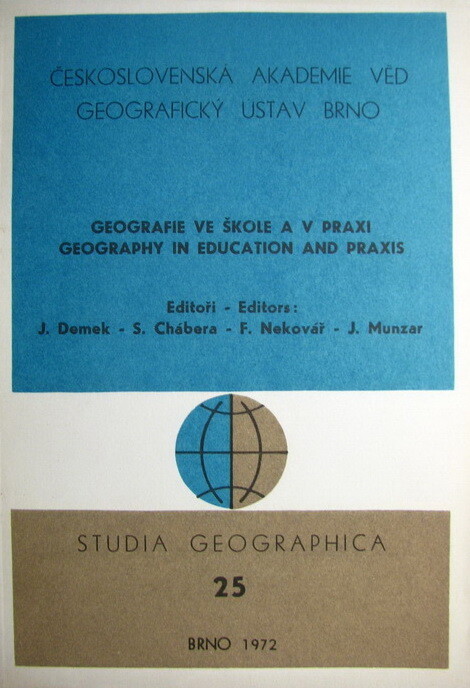 ČESKOSLOVENSKÁ AKADEMIE VĚD
GEOGRAFICKÝ ÚSTAV BRNO
GEOGRAFIE VE ŠKOLE A V PRAXI
GEOGRAPHY IN EDUCATION AND PRAXIS
Editoři - Editors:
J. Demek - S. Chábera - F. Nekovář - J. Munzar
STUDIA GEOGRAPHICA
25
BRNO 1972